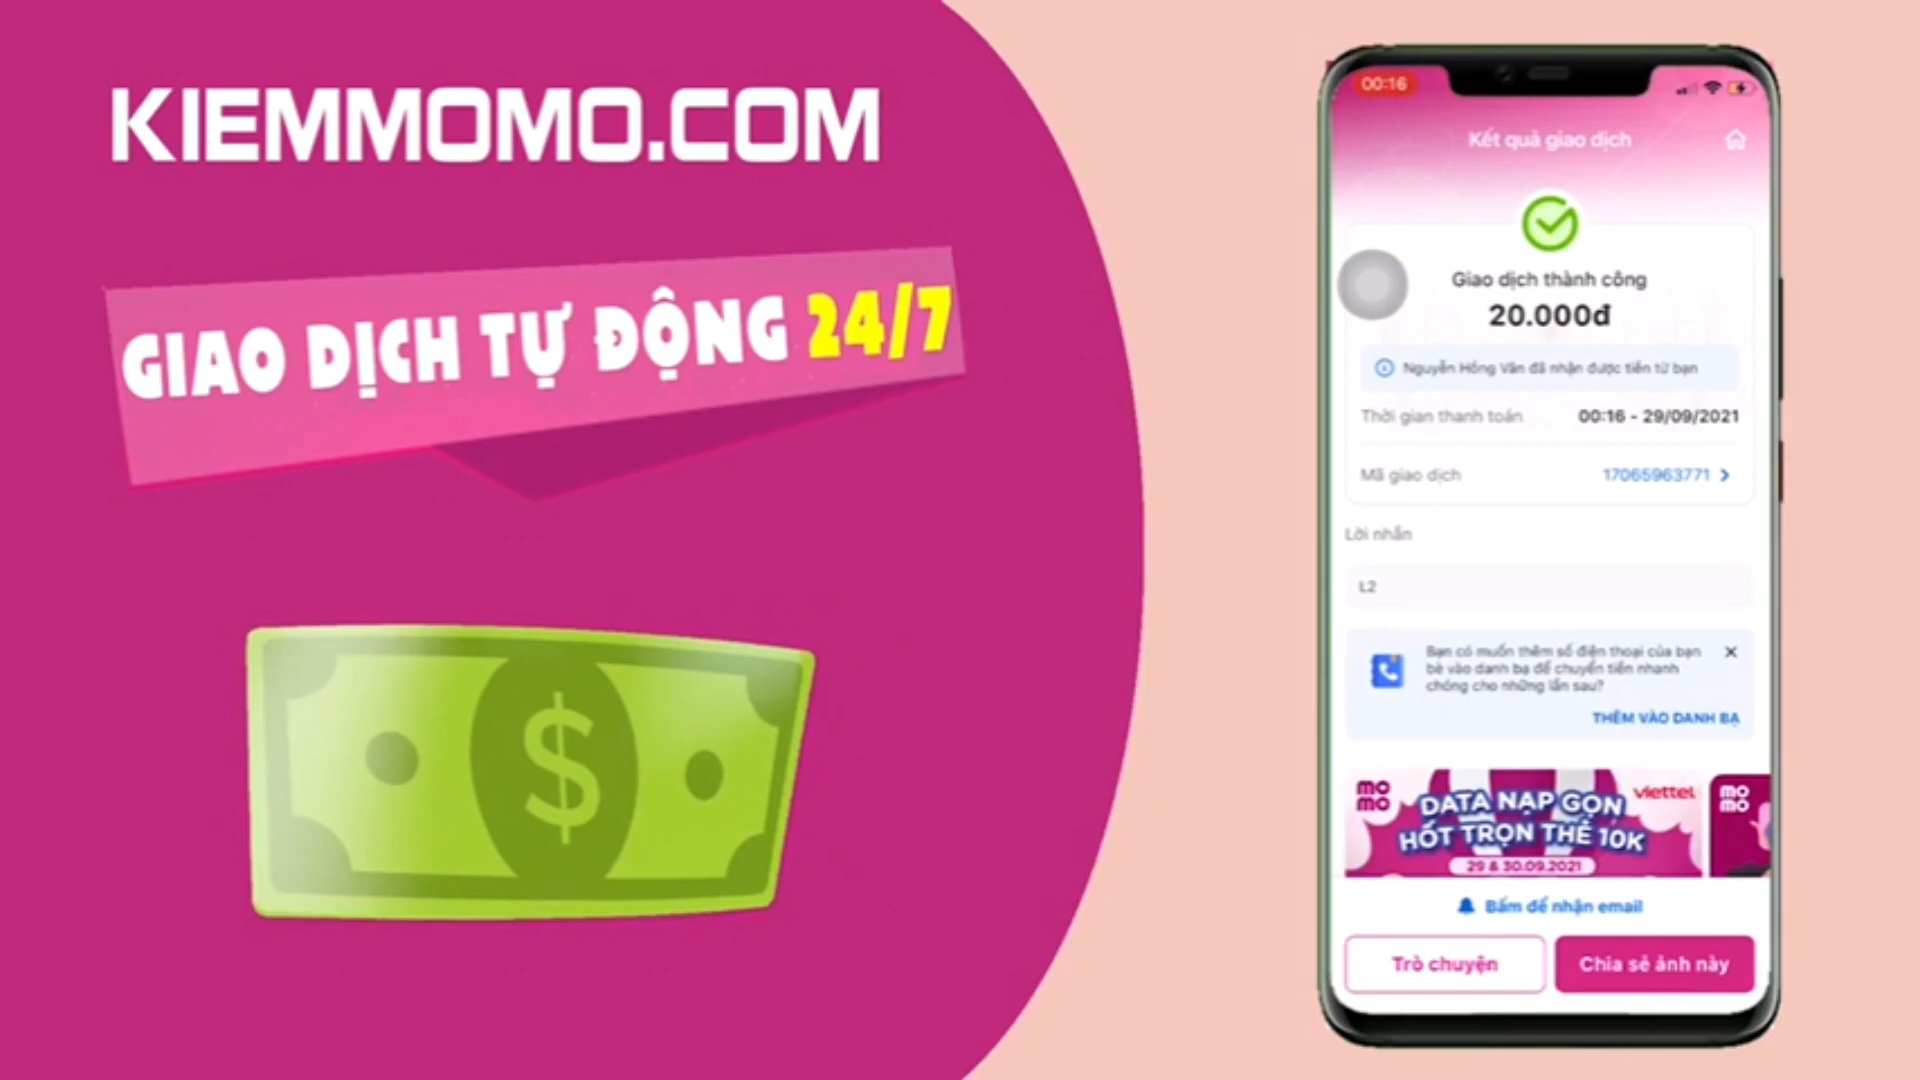 KIEMMOMO.COM
GIAO DỊCH TỰ ĐỘNG 24/7
$
00:16
Kết quả giao dịch
Giao dịch thành công
20.000đ
Nguyễn Hồng Vân đã nhận được tiền từ bạn
Thời gian thanh toán 00:16 - 29/09/2021
Mã giao dịch 17065963771
Lời nhắn
L2
Bạn có muốn thêm số điện thoại của bạn
bè vào danh bạ để chuyển tiền nhanh
chóng cho những lần sau?
THÊM VÀO DANH BẠ
mo
mo
viettel
mo
mo
DATA NẠP GỌN
HỐT TRỌN THẺ 10K
29 & 30.09.2021
Bấm để nhận email
Trò chuyện
Chia sẻ ảnh này